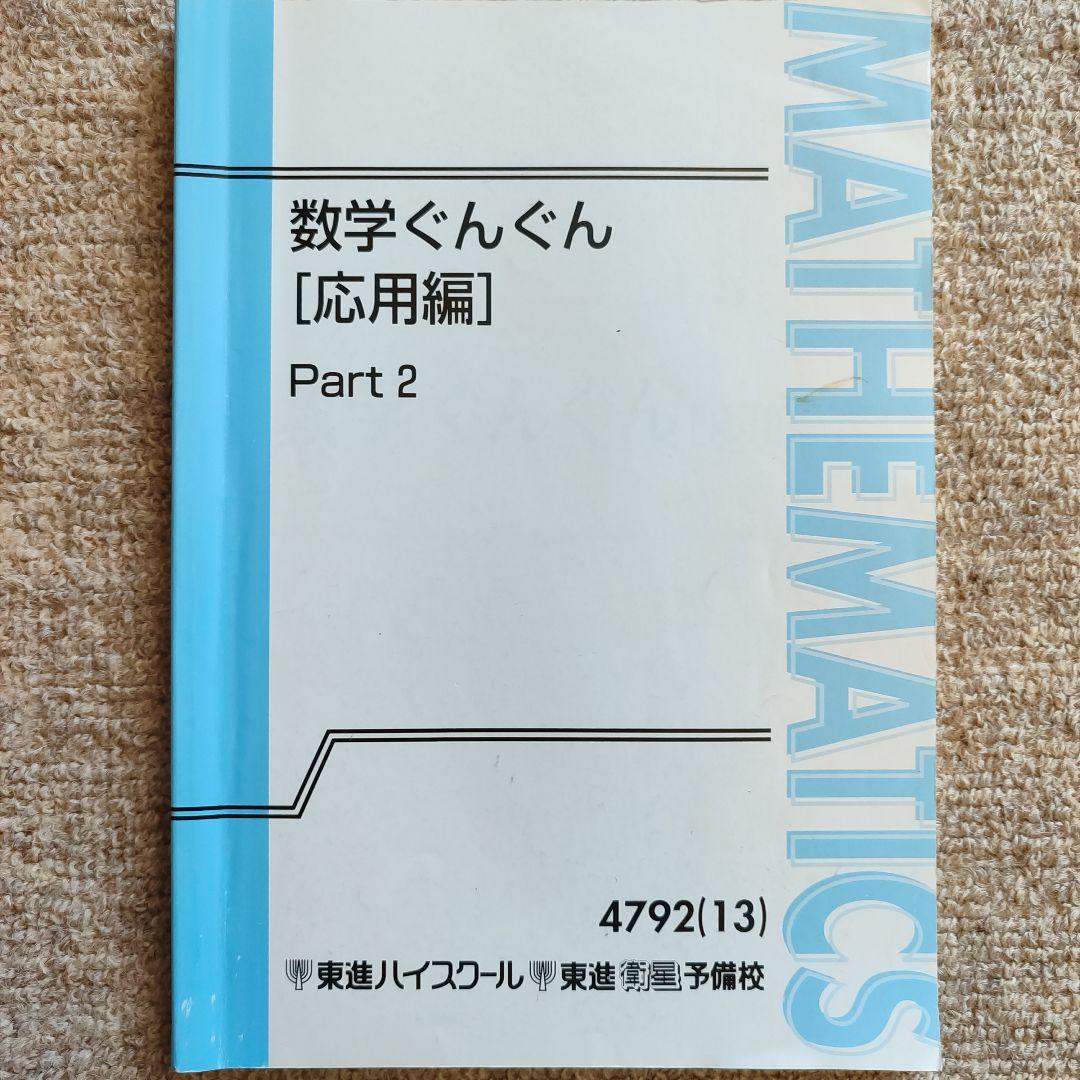 数学ぐんぐん
[応用編]
Part 2
MATHEMATICS
4792(13)
東進ハイスクール 東進衛星予備校